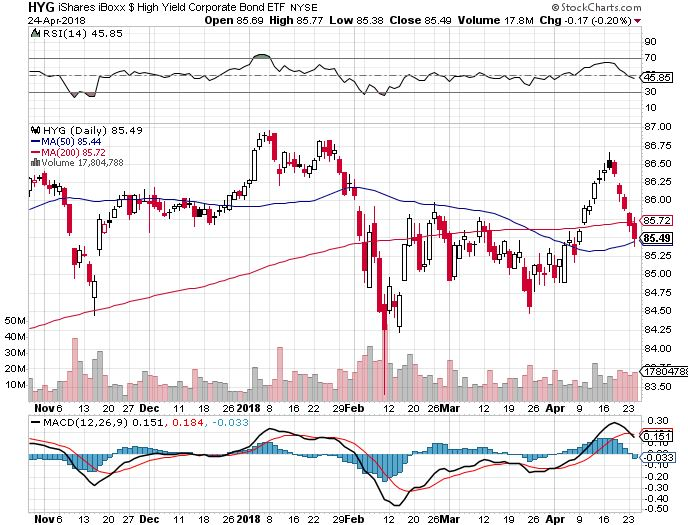 HYG iShares iBoxx $ High Yield Corporate Bond ETF NYSE © StockCharts.com
24-Apr-2018 Open 85.69 High 85.77 Low 85.38 Close 85.49 Volume 17.8M Chg -0.17 (-0.20%)
RSI(14) 45.85
90
70
50
45.85
30
10
HYG (Daily) 85.49
MA(50) 85.44
MA(200) 85.72
Volume 17,804,788
87.00
86.75
86.50
86.25
86.00
85.72
85.49
85.25
85.00
84.75
84.50
84.25
84.00
83.75
83.50
50M
40M
30M
20M
10M
17804788
Nov 6 13 20 27 Dec 11 18 26 2018 8 16 22 Feb 12 20 26 Mar 12 19 26 Apr 9 16 23
MACD(12,26,9) 0.151, 0.184, -0.033
0.30
0.151
-0.033
-0.10
-0.20
-0.30
-0.40
-0.50
Nov 6 13 20 27 Dec 11 18 26 2018 8 16 22 Feb 12 20 26 Mar 12 19 26 Apr 9 16 23